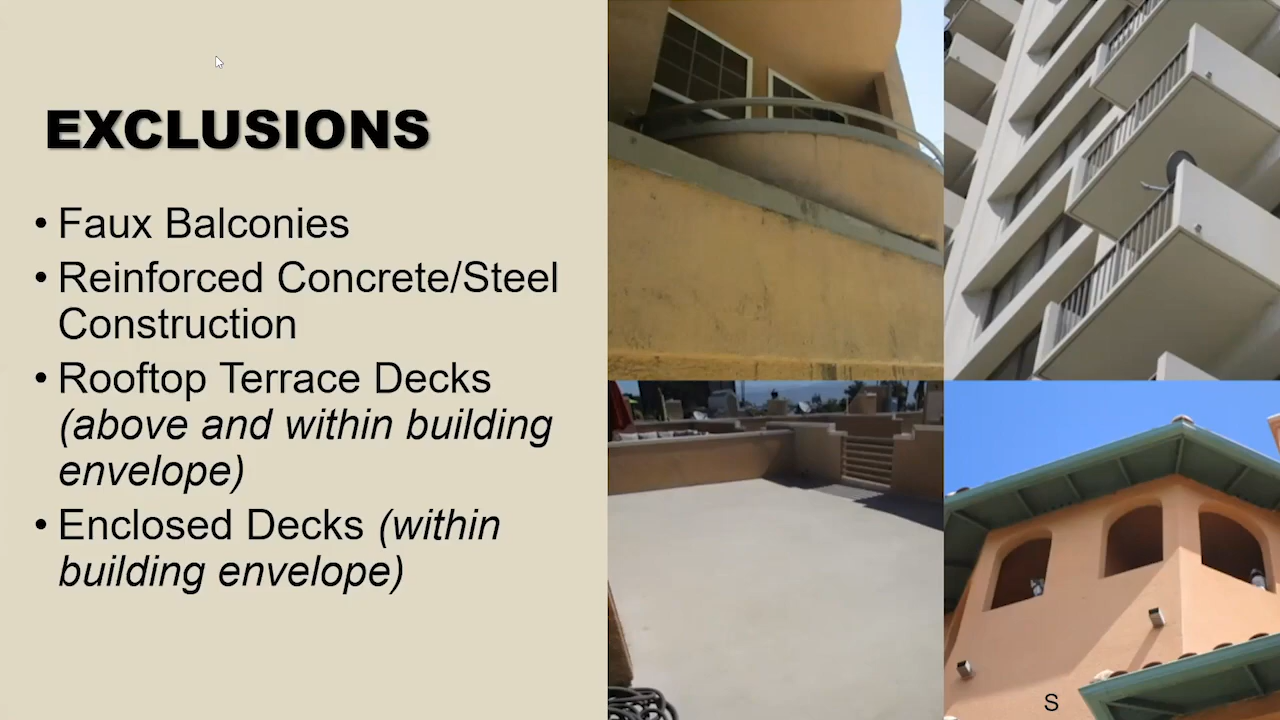 EXCLUSIONS
• Faux Balconies
• Reinforced Concrete/Steel
Construction
• Rooftop Terrace Decks
(above and within building
envelope)
• Enclosed Decks (within
building envelope)
S